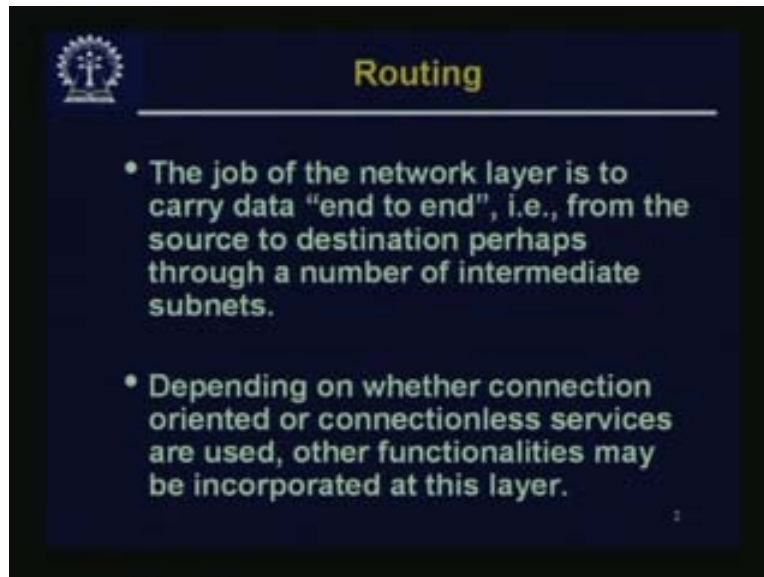 Routing
• The job of the network layer is to
carry data “end to end”, i.e., from the
source to destination perhaps
through a number of intermediate
subnets.
• Depending on whether connection
oriented or connectionless services
are used, other functionalities may
be incorporated at this layer.
2